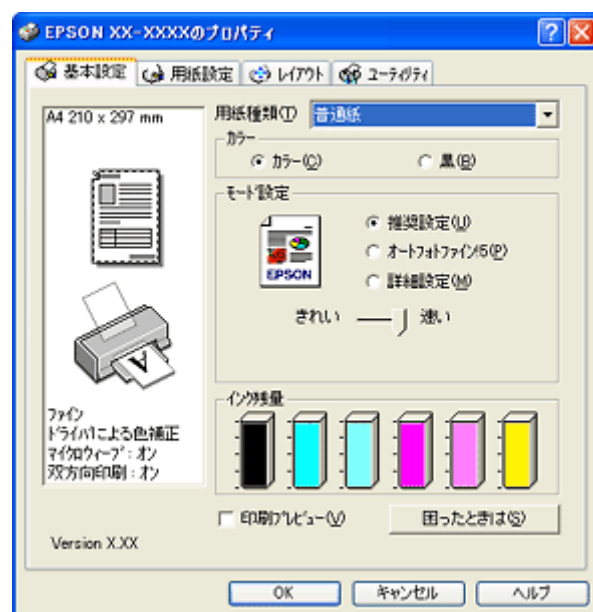 EPSON XX-XXXXのプロパティ
基本設定 用紙設定 レイアウト ユーティリティ
A4 210 x 297 mm
用紙種類(T) 普通紙
カラー
カラー(C) 黒(B)
モード設定
推奨設定(U)
オートフォトファイン!5(P)
詳細設定(M)
EPSON
きれい 速い
A
ファイン
ドライバによる色補正
マイクロウィーブ:オン
双方向印刷:オン
インク残量
印刷プレビュー(V) 困ったときは(S)
Version X.XX
OK キャンセル ヘルプ